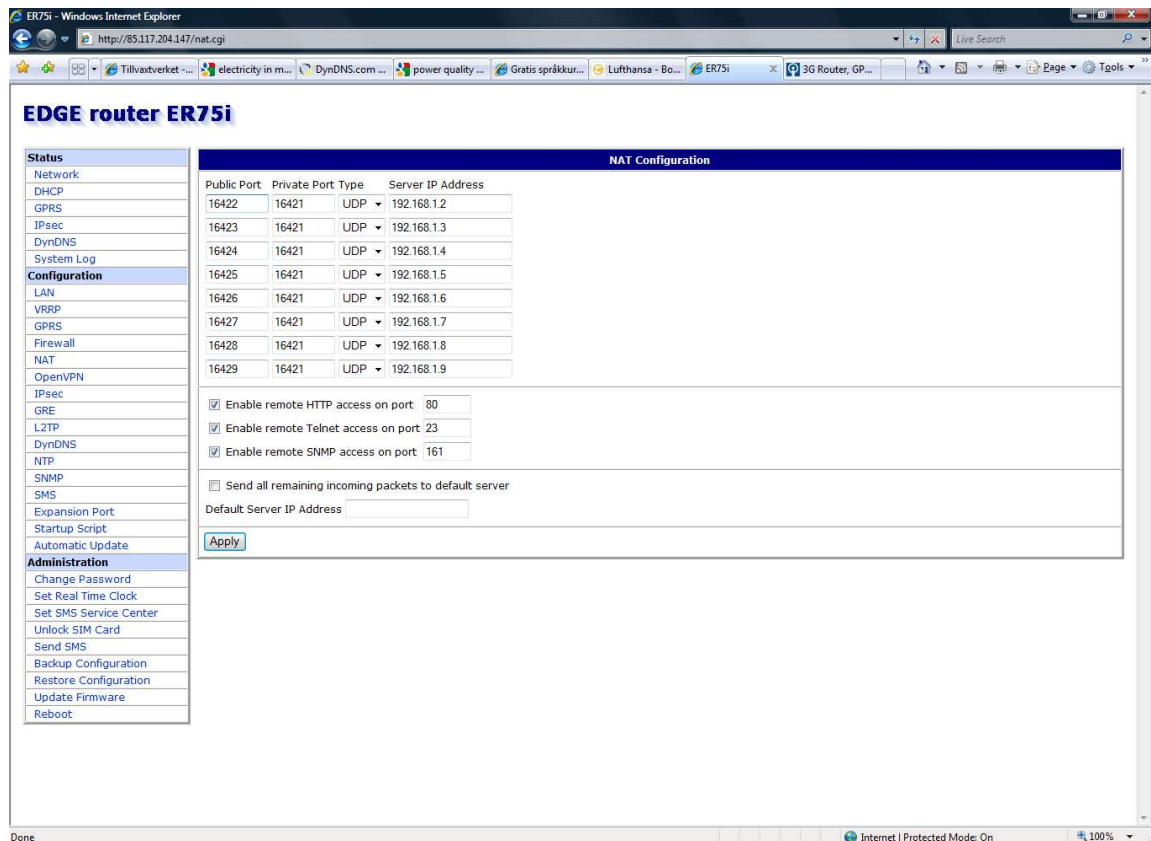 ER75i - Windows Internet Explorer
http://85.117.204.147/nat.cgi
Live Search
Tillvaxtverket -... electricity in m... DynDNS.com ... power quality ... Gratis språkkur... Lufthansa - Bo... ER75i 3G Router, GP... Page Tools
EDGE router ER75i
Status
Network
DHCP
GPRS
IPsec
DynDNS
System Log
Configuration
LAN
VRRP
GPRS
Firewall
NAT
OpenVPN
IPsec
GRE
L2TP
DynDNS
NTP
SNMP
SMS
Expansion Port
Startup Script
Automatic Update
Administration
Change Password
Set Real Time Clock
Set SMS Service Center
Unlock SIM Card
Send SMS
Backup Configuration
Restore Configuration
Update Firmware
Reboot
NAT Configuration
Public Port Private Port Type Server IP Address
16422 16421 UDP 192.168.1.2
16423 16421 UDP 192.168.1.3
16424 16421 UDP 192.168.1.4
16425 16421 UDP 192.168.1.5
16426 16421 UDP 192.168.1.6
16427 16421 UDP 192.168.1.7
16428 16421 UDP 192.168.1.8
16429 16421 UDP 192.168.1.9
Enable remote HTTP access on port 80
Enable remote Telnet access on port 23
Enable remote SNMP access on port 161
Send all remaining incoming packets to default server
Default Server IP Address
Apply
Done
Internet | Protected Mode: On
100%